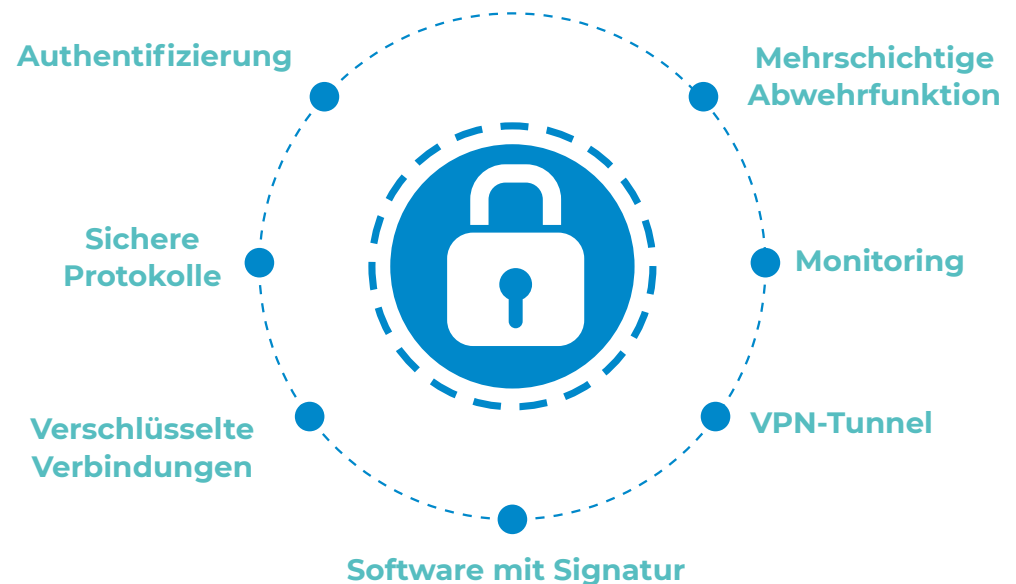 Authentifizierung
Mehrschichtige
Abwehrfunktion
Sichere
Protokolle
Monitoring
Verschlüsselte
Verbindungen
VPN-Tunnel
Software mit Signatur